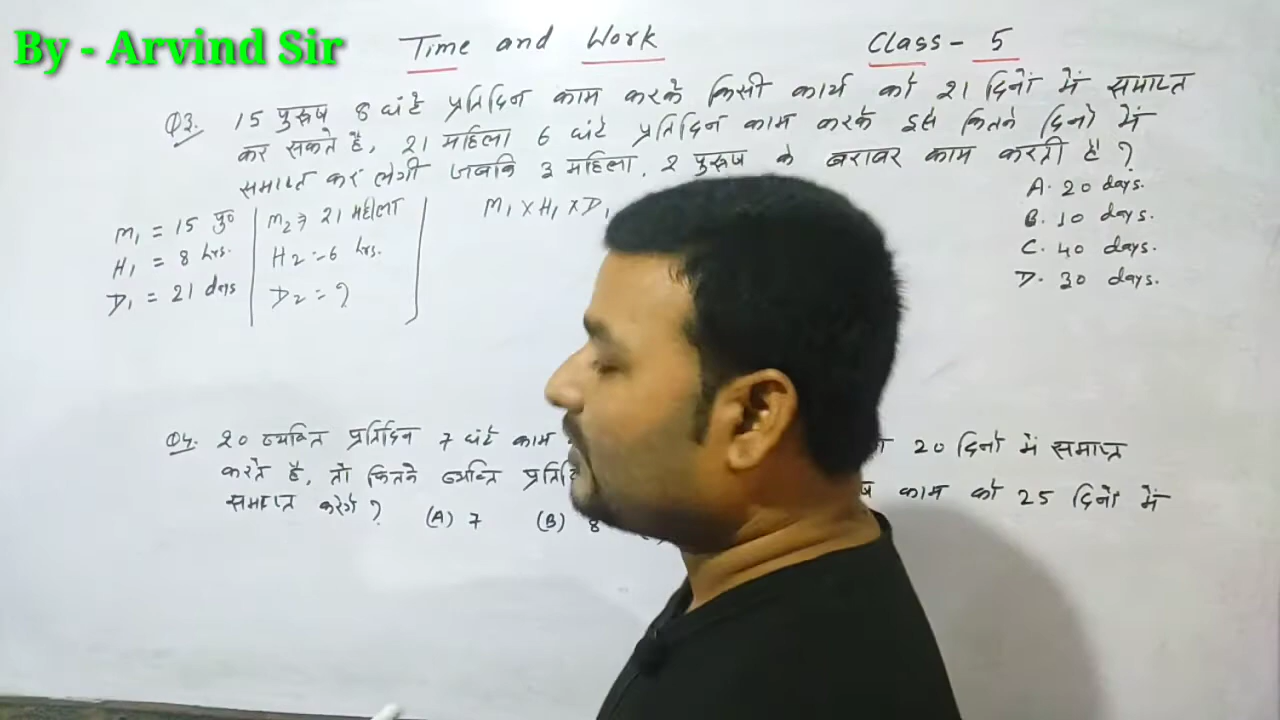 By - Arvind Sir
Time and Work
Class - 5
Q3. 15 पुरूष 8 घंटे प्रतिदिन काम करके किसी कार्य को 21 दिनों में समाप्त
कर सकते है, 21 महिला 6 घंटे प्रतिदिन काम करके इसे कितने दिनो में
समाप्त कर लेगी जबकि 3 महिला, 2 पुरूष के बराबर काम करती है ?
A. 20 days.
B. 10 days.
C. 40 days.
D. 30 days.
M₁ = 15 पु०
H₁ = 8 hrs.
D₁ = 21 days
M₂ → 21 महीला
H₂ :- 6 hrs.
D₂ = ?
M₁ × H₁ × D₁
Q4. 20 व्यक्ति प्रतिदिन 7 घंटे काम 20 दिनों में समाप्त
करते है, तो कितने व्यक्ति काम को 25 दिनों में
समाप्त करेगे ? (A) 7 (B) 8